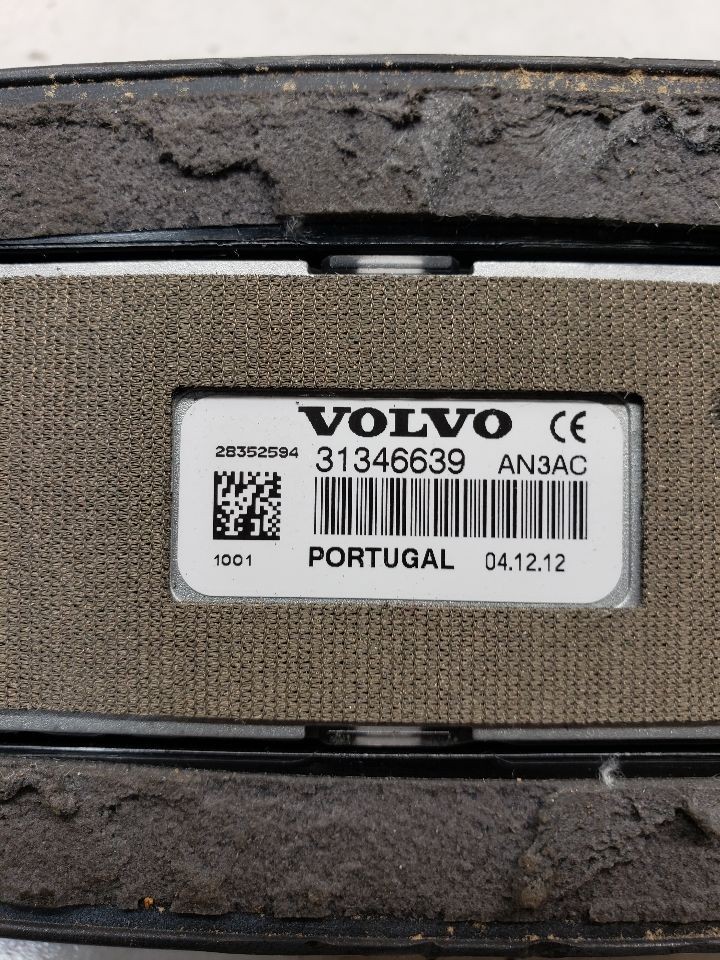 VOLVO CE
28352594 31346639 AN3AC
1001 PORTUGAL 04.12.12